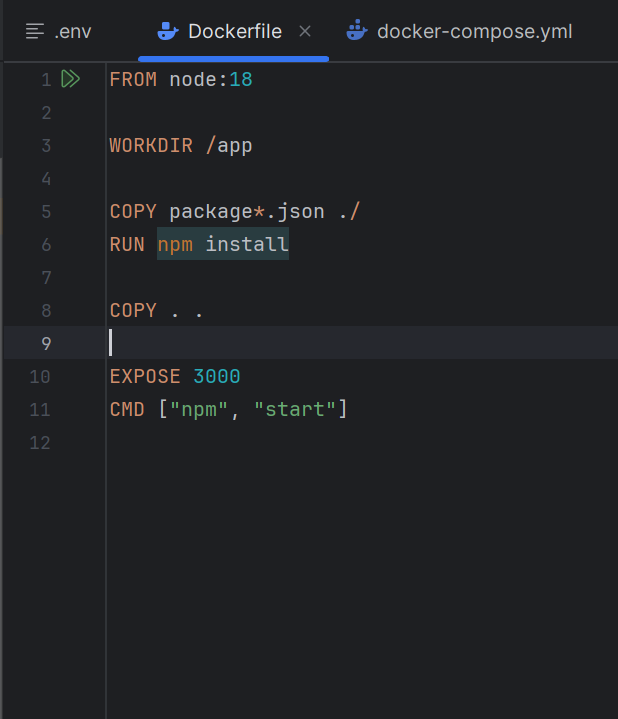 .env Dockerfile docker-compose.yml
1 FROM node:18
2
3 WORKDIR /app
4
5 COPY package*.json ./
6 RUN npm install
7
8 COPY . .
9
10 EXPOSE 3000
11 CMD ["npm", "start"]
12